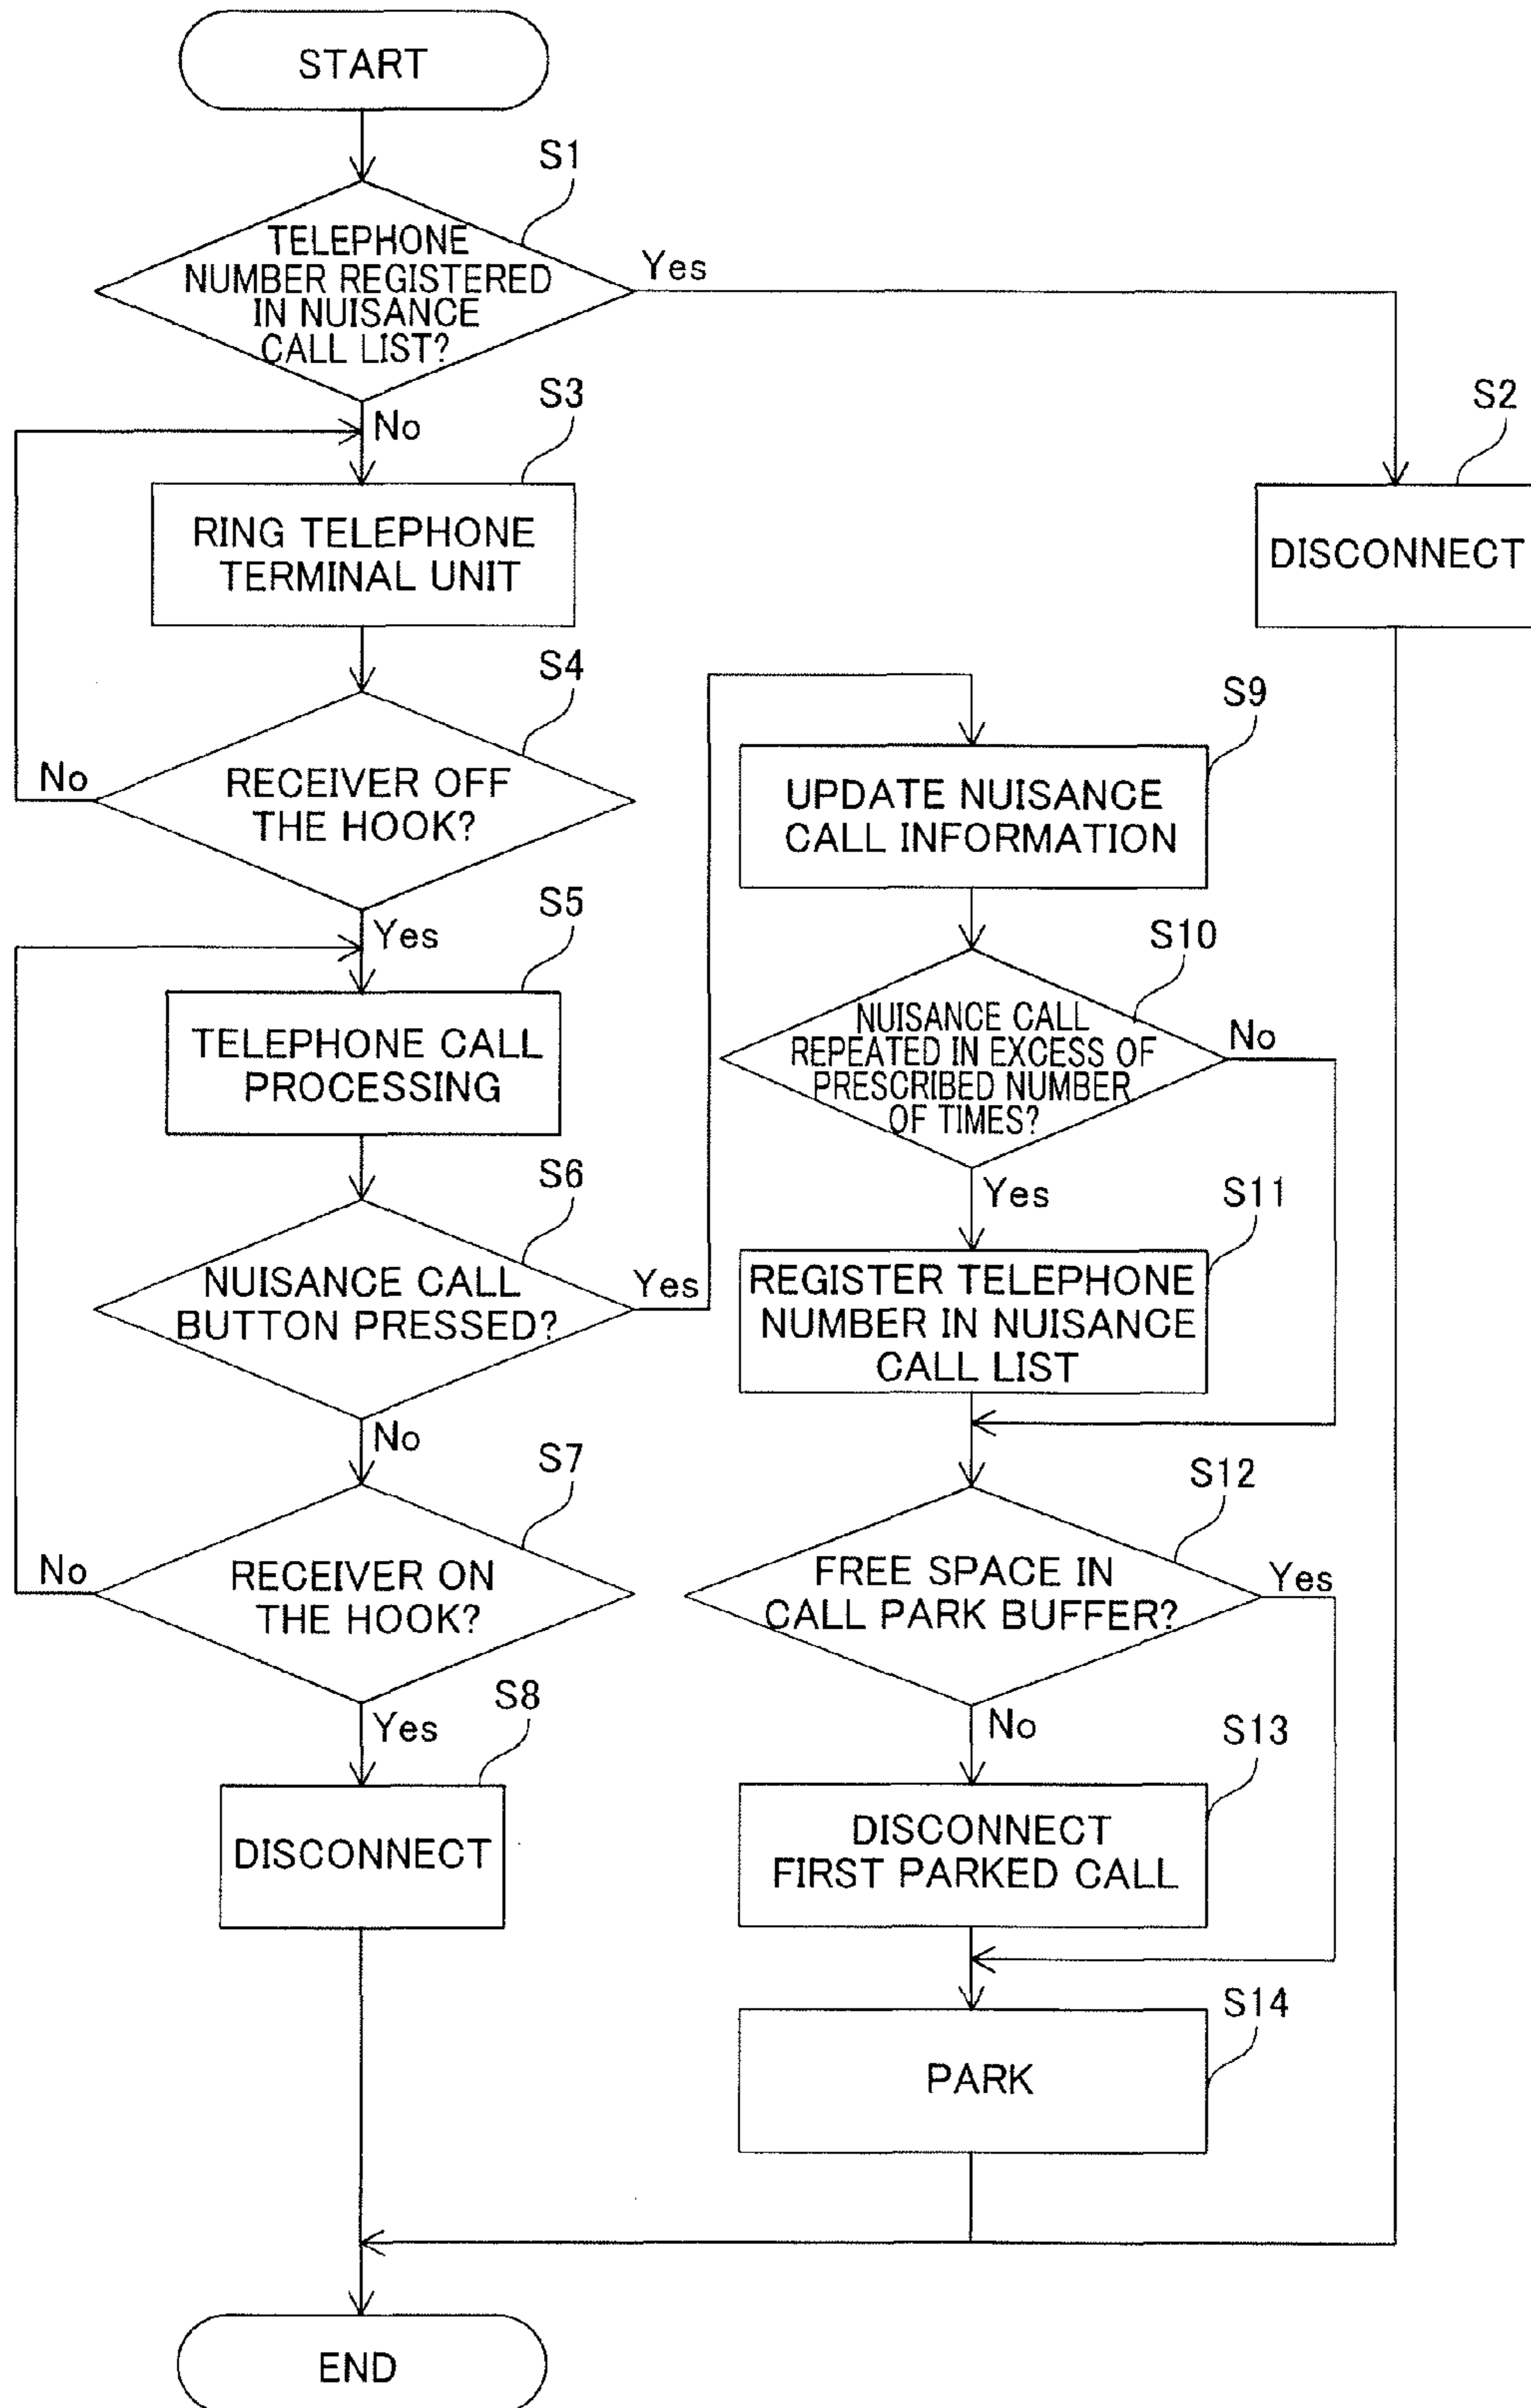 START
S1
TELEPHONE
NUMBER REGISTERED
IN NUISANCE
CALL LIST?
Yes
No
S2
DISCONNECT
S3
RING TELEPHONE
TERMINAL UNIT
S4
RECEIVER OFF
THE HOOK?
No
Yes
S5
TELEPHONE CALL
PROCESSING
S6
NUISANCE CALL
BUTTON PRESSED?
Yes
No
S7
RECEIVER ON
THE HOOK?
No
Yes
S8
DISCONNECT
S9
UPDATE NUISANCE
CALL INFORMATION
S10
NUISANCE CALL
REPEATED IN EXCESS OF
PRESCRIBED NUMBER
OF TIMES?
No
Yes
S11
REGISTER TELEPHONE
NUMBER IN NUISANCE
CALL LIST
S12
FREE SPACE IN
CALL PARK BUFFER?
Yes
No
S13
DISCONNECT
FIRST PARKED CALL
S14
PARK
END